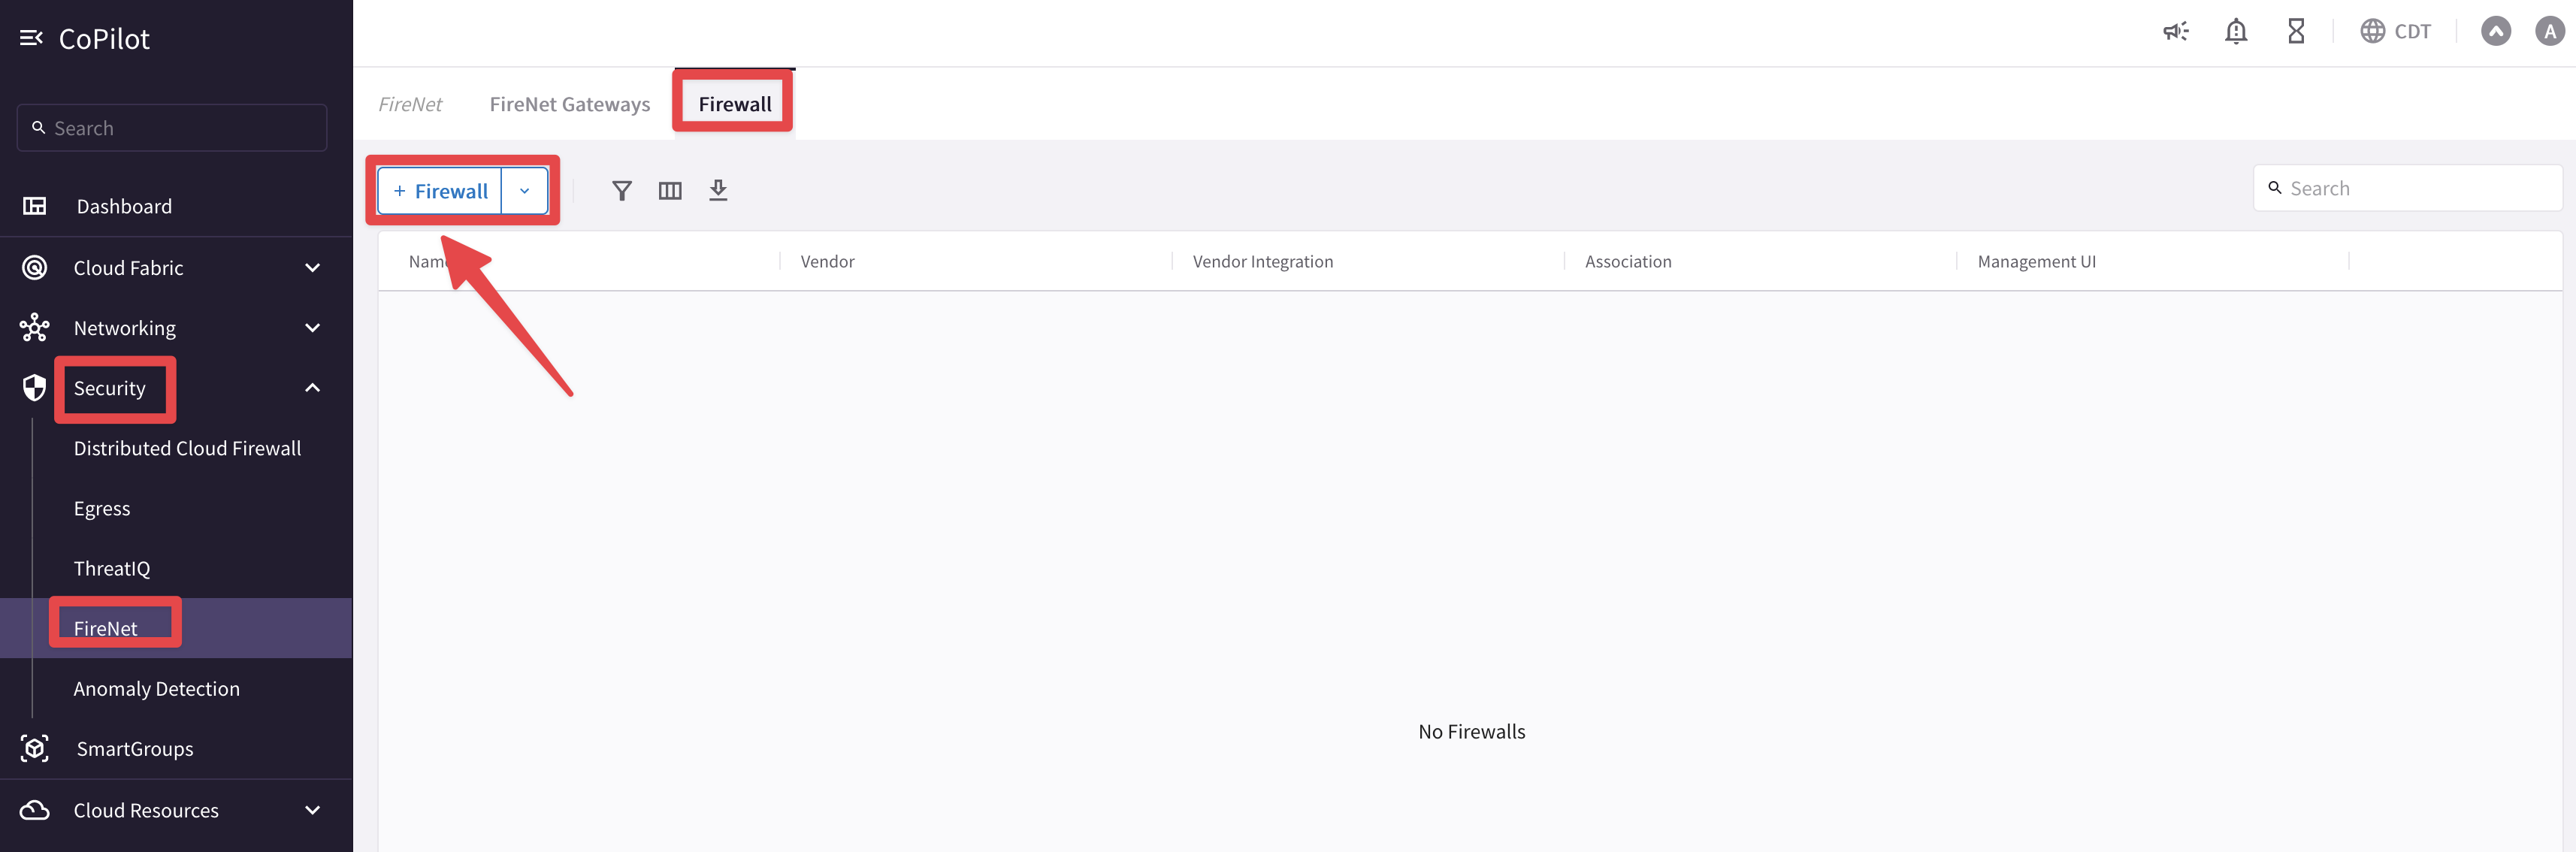 CoPilot
Search
Dashboard
Cloud Fabric
Networking
Security
Distributed Cloud Firewall
Egress
ThreatIQ
FireNet
Anomaly Detection
SmartGroups
Cloud Resources
CDT
A
FireNet
FireNet Gateways
Firewall
+ Firewall
Search
Name
Vendor
Vendor Integration
Association
Management UI
No Firewalls